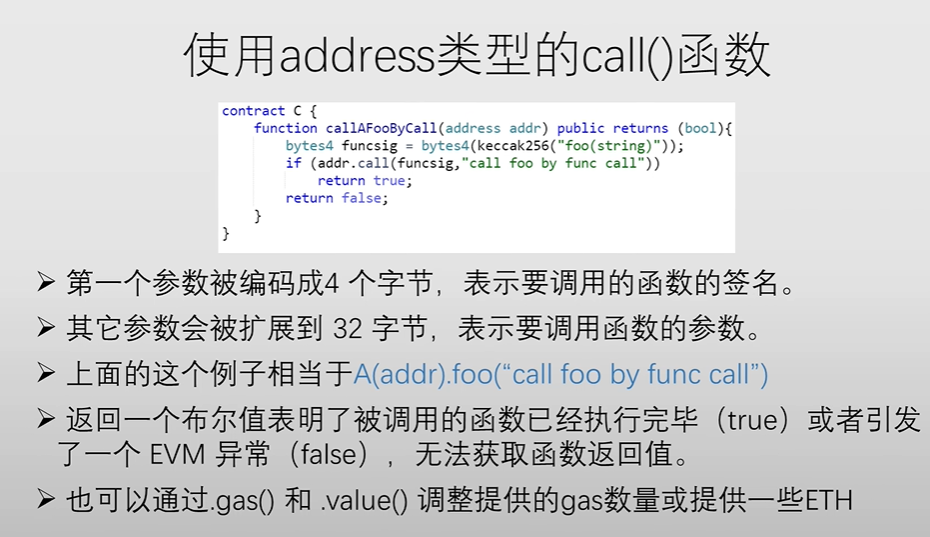 使用address类型的call()函数
contract C {
function callAFooByCall(address addr) public returns (bool){
bytes4 funcsig = bytes4(keccak256("foo(string)"));
if (addr.call(funcsig,"call foo by func call"))
return true;
return false;
}
}
➢ 第一个参数被编码成4 个字节，表示要调用的函数的签名。
➢ 其它参数会被扩展到 32 字节，表示要调用函数的参数。
➢ 上面的这个例子相当于A(addr).foo(“call foo by func call”)
➢ 返回一个布尔值表明了被调用的函数已经执行完毕（true）或者引发
了一个 EVM 异常（false），无法获取函数返回值。
➢ 也可以通过.gas() 和 .value() 调整提供的gas数量或提供一些ETH